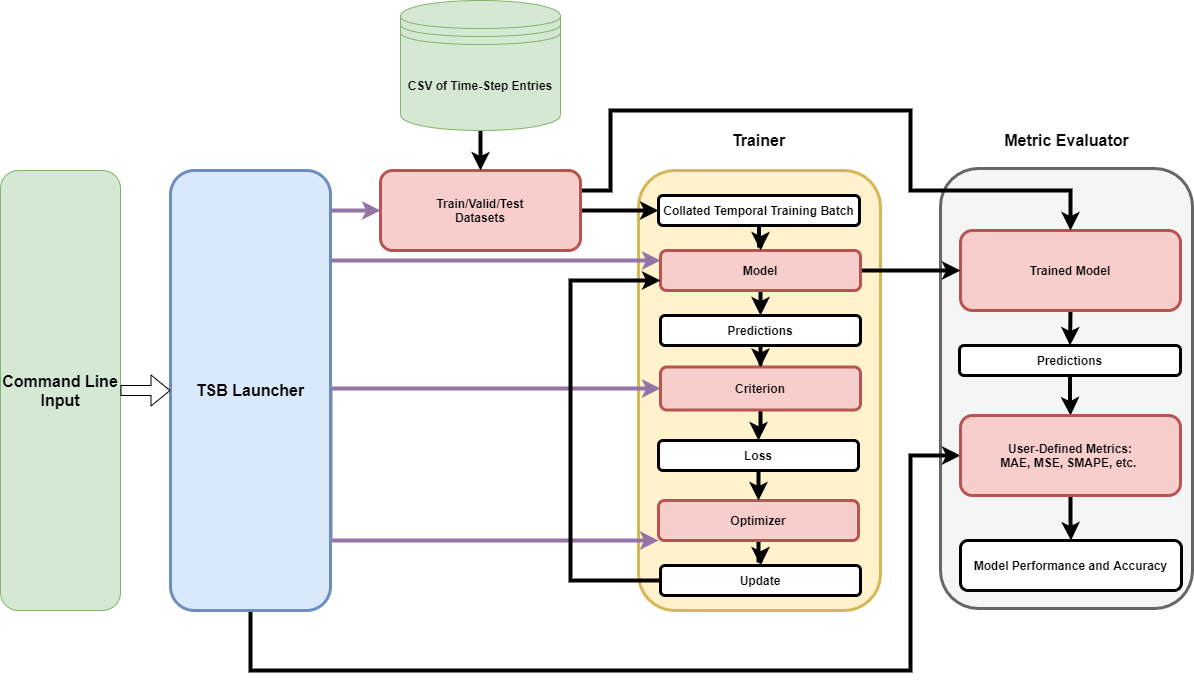 CSV of Time-Step Entries
Trainer
Metric Evaluator
Train/Valid/Test
Datasets
Collated Temporal Training Batch
Model
Trained Model
Predictions
Predictions
Command Line
Input
TSB Launcher
Criterion
Loss
User-Defined Metrics:
MAE, MSE, SMAPE, etc.
Optimizer
Update
Model Performance and Accuracy